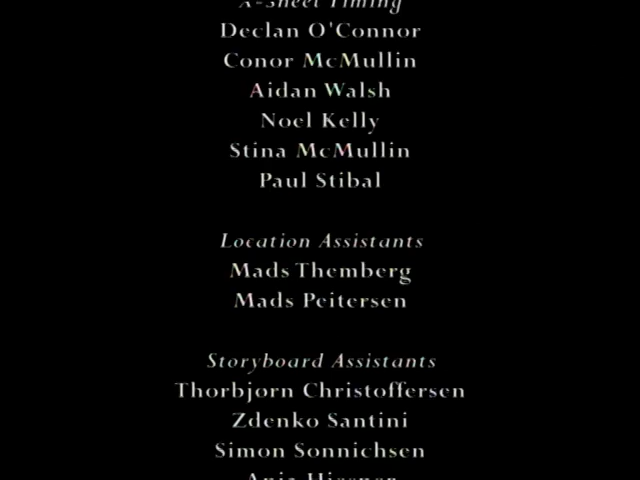 X-Sheet Timing
Declan O'Connor
Conor McMullin
Aidan Walsh
Noel Kelly
Stina McMullin
Paul Stibal
Location Assistants
Mads Themberg
Mads Peitersen
Storyboard Assistants
Thorbjørn Christoffersen
Zdenko Santini
Simon Sonnichsen